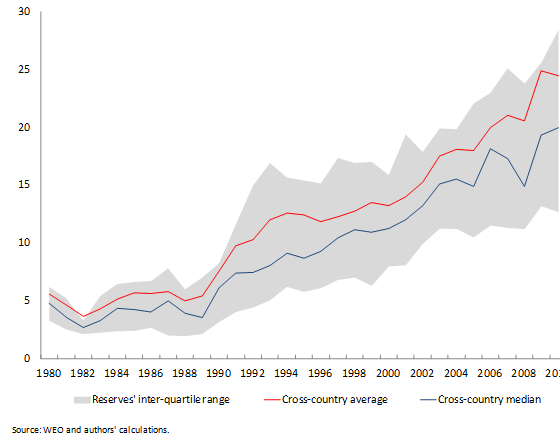 30
25
20
15
10
5
0
1980 1982 1984 1986 1988 1990 1992 1994 1996 1998 2000 2002 2004 2006 2008
Reserves' inter-quartile range Cross-country average Cross-country median
Source: WEO and authors' calculations.